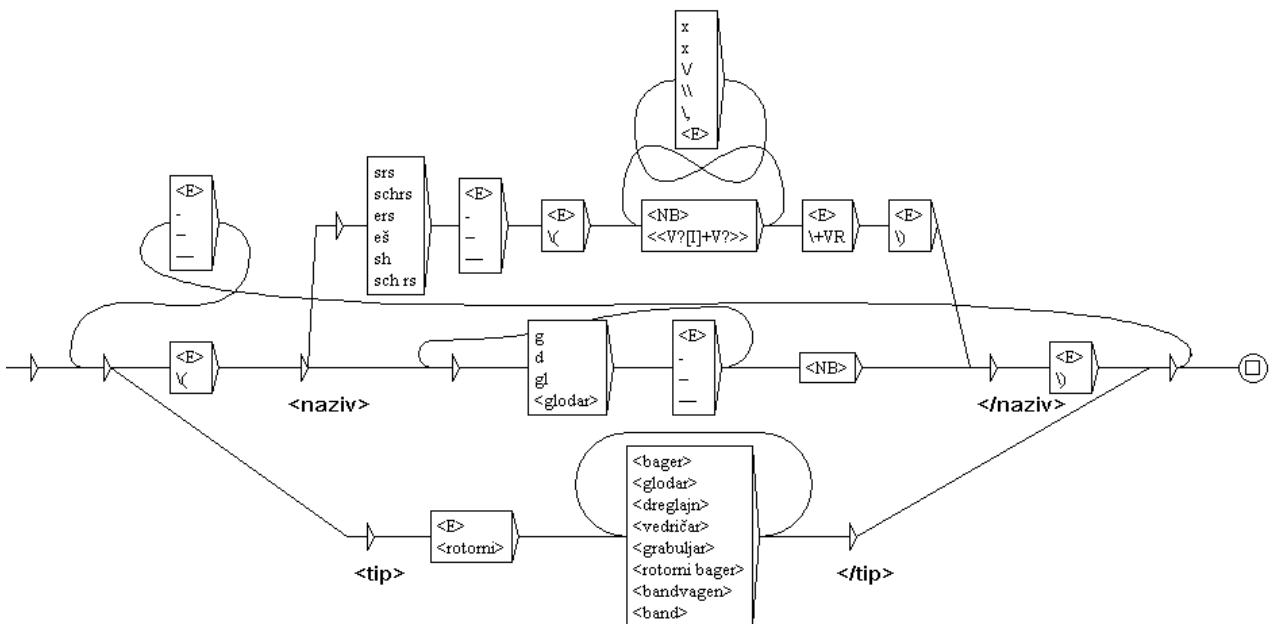 x
x
\/
\\
\,
<E>
<E>
-
–
—
srs
schrs
ers
eš
sh
sch rs
<E>
-
–
—
<E>
\(
<NB>
<<V?[I]+V?>>
<E>
\+VR
<E>
\)
<E>
\(
<naziv>
g
d
gl
<glodar>
<E>
-
–
—
<NB>
</naziv>
<E>
\)
<tip>
<E>
<rotorni>
<bager>
<glodar>
<dreglajn>
<vedričar>
<grabuljar>
<rotorni bager>
<bandvagen>
<band>
</tip>